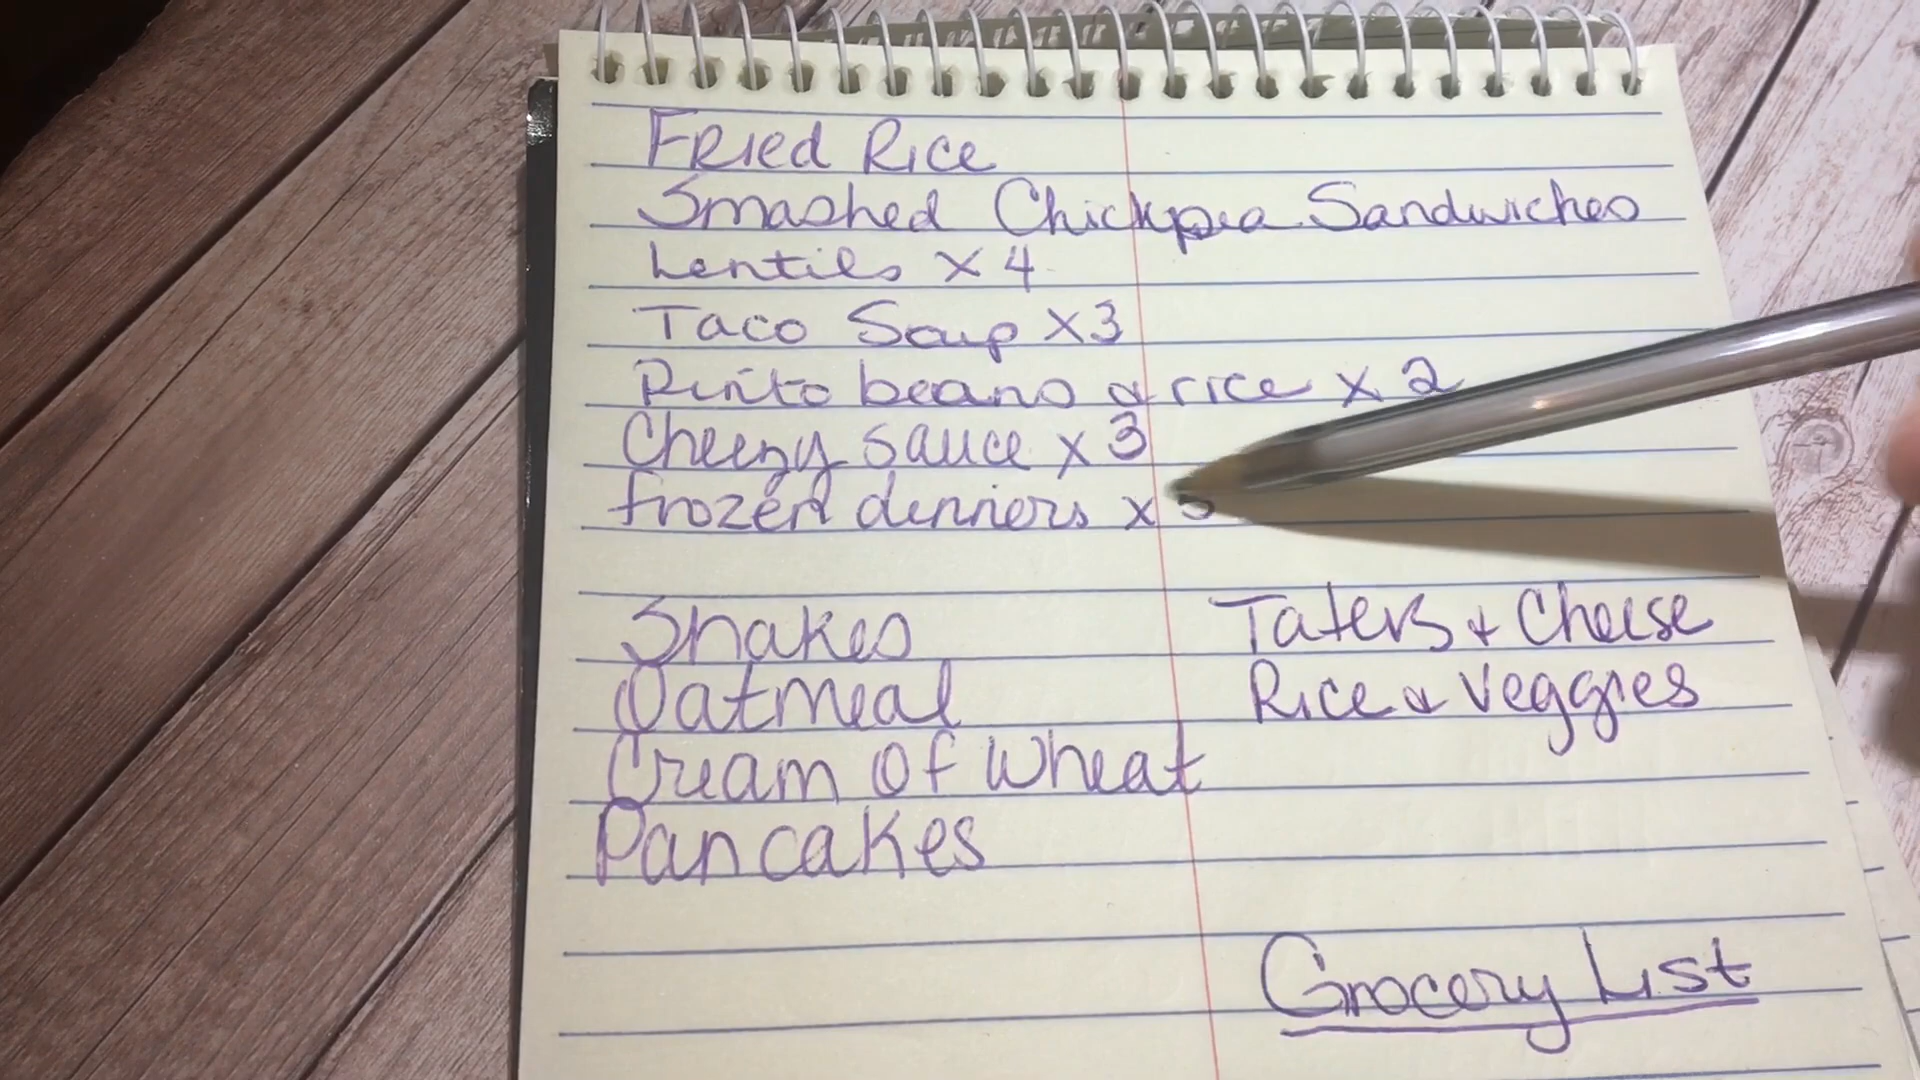 Fried Rice
Smashed Chickpea Sandwiches
Lentils x 4
Taco Soup x3
Pinto beans & rice x 2
Cheezy sauce x 3
frozen dinners x
Shakes
Oatmeal
Cream of Wheat
Pancakes
Taters & Cheese
Rice & Veggies
Grocery List